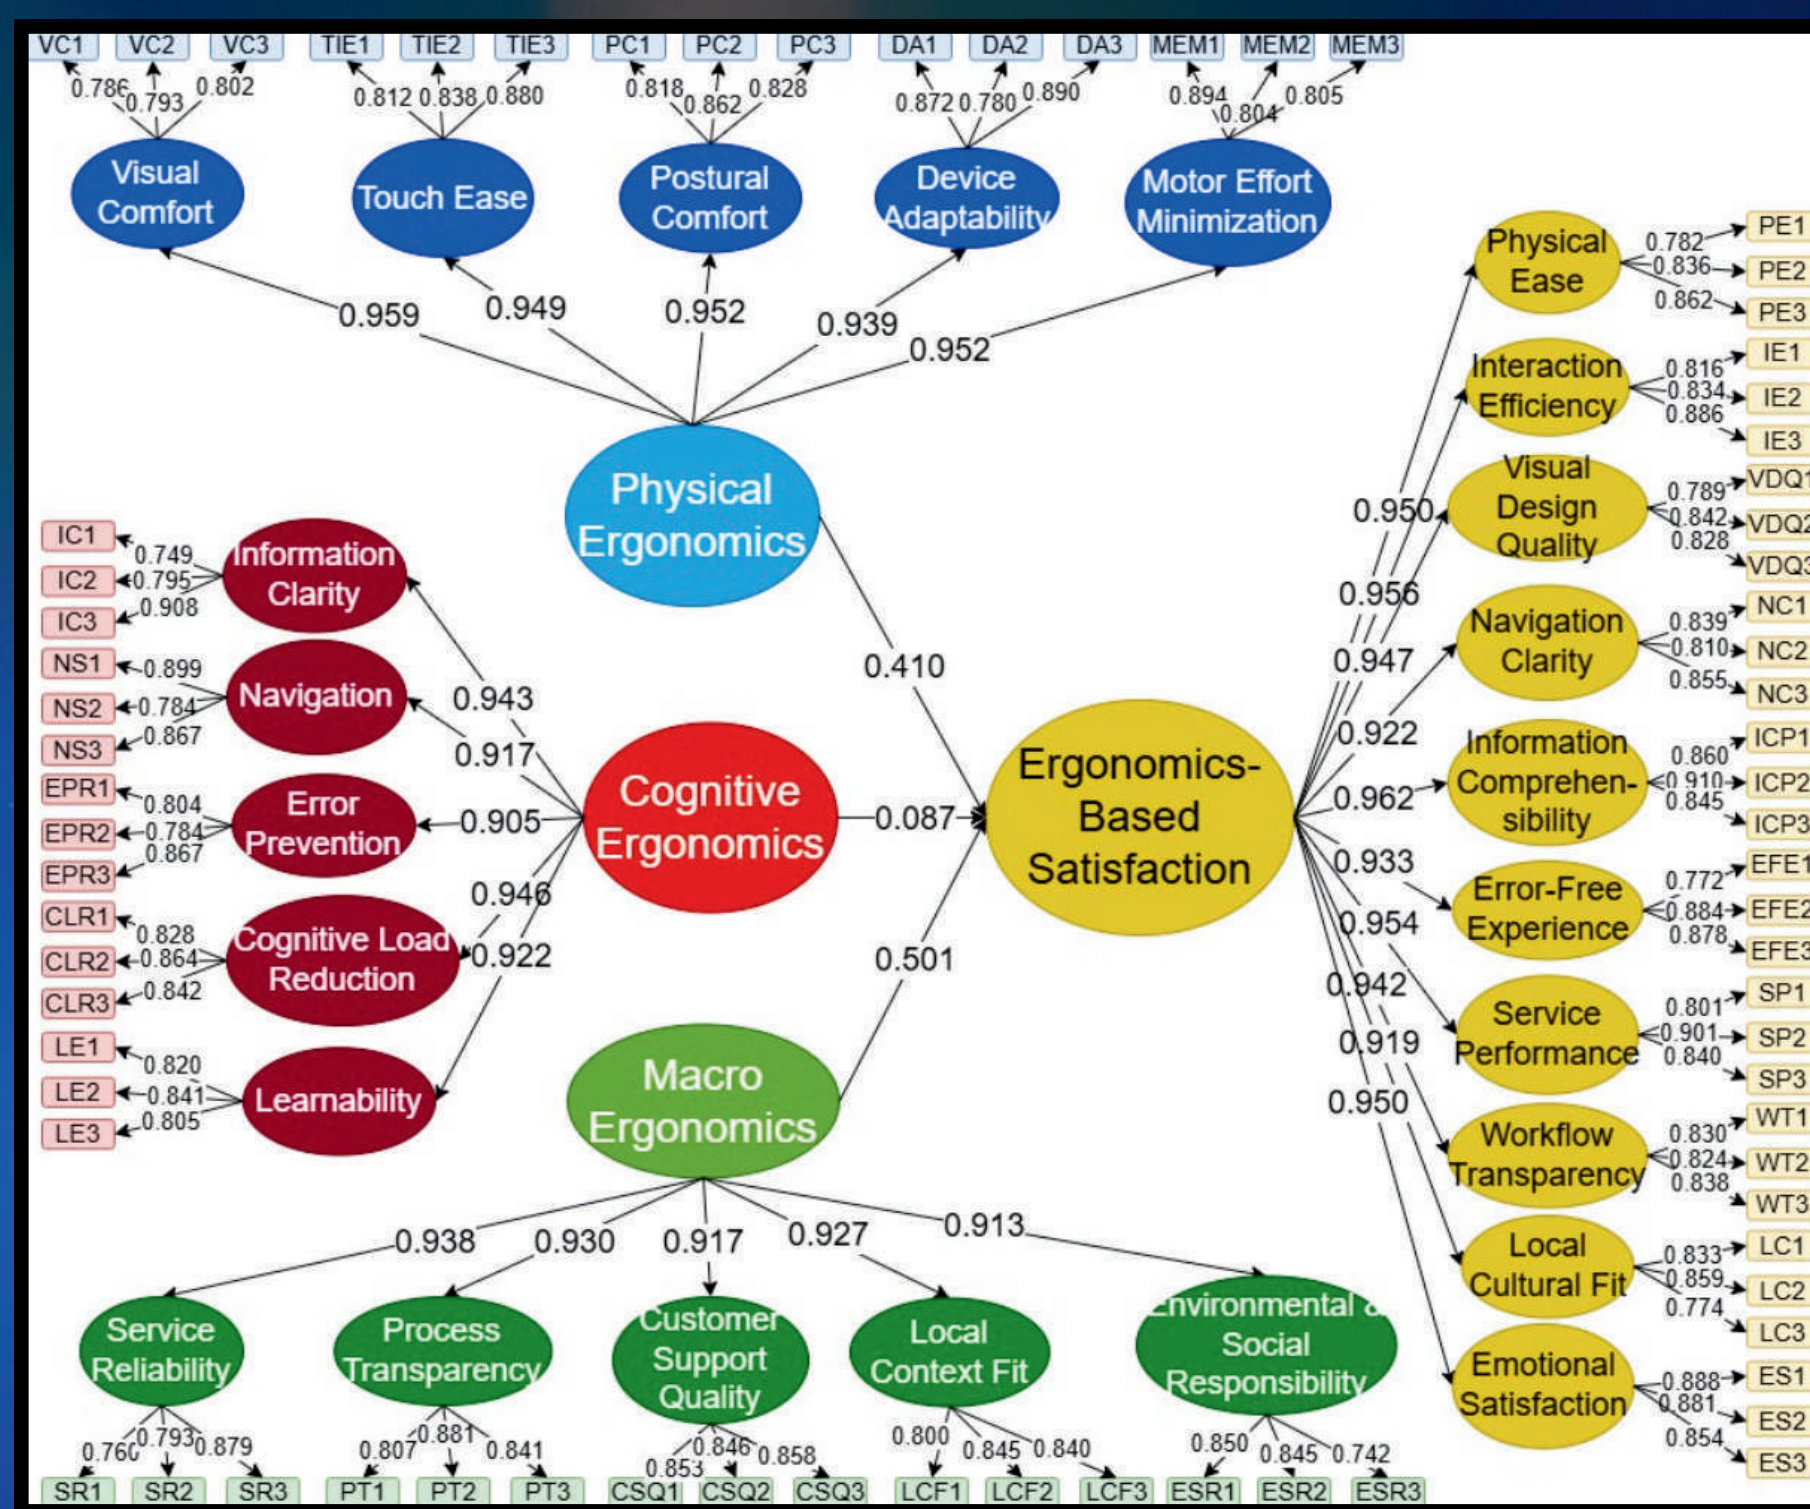 VC1 VC2 VC3 TIE1 TIE2 TIE3 PC1 PC2 PC3 DA1 DA2 DA3 MEM1 MEM2 MEM3
0.786 0.793 0.802 0.812 0.838 0.880 0.818 0.862 0.828 0.872 0.780 0.890 0.894 0.804 0.805
Visual
Comfort
Touch Ease
Postural
Comfort
Device
Adaptability
Motor Effort
Minimization
0.959 0.949 0.952 0.939 0.952
Physical
Ergonomics
0.410
IC1 0.749
IC2 0.795
IC3 0.908
Information
Clarity
NS1 0.899
NS2 0.784
NS3 0.867
Navigation
EPR1 0.804
EPR2 0.784
EPR3 0.867
Error
Prevention
CLR1 0.828
CLR2 0.864
CLR3 0.842
Cognitive Load
Reduction
LE1 0.820
LE2 0.841
LE3 0.805
Learnability
0.943
0.917
0.905
0.946
0.922
Cognitive
Ergonomics
0.087
Ergonomics-
Based
Satisfaction
0.501
Macro
Ergonomics
0.938 0.930 0.917 0.927 0.913
Service
Reliability
Process
Transparency
Customer
Support
Quality
Local
Context Fit
Environmental &
Social
Responsibility
0.760 0.793 0.879 0.807 0.881 0.841 0.853 0.846 0.858 0.800 0.845 0.840 0.850 0.845 0.742
SR1 SR2 SR3 PT1 PT2 PT3 CSQ1 CSQ2 CSQ3 LCF1 LCF2 LCF3 ESR1 ESR2 ESR3
0.950
0.956
0.947
0.922
0.962
0.933
0.954
0.942
0.919
0.950
Physical
Ease
0.782 PE1
0.836 PE2
0.862 PE3
Interaction
Efficiency
0.816 IE1
0.834 IE2
0.886 IE3
Visual
Design
Quality
0.789 VDQ1
0.842 VDQ2
0.828 VDQ3
Navigation
Clarity
0.839 NC1
0.810 NC2
0.855 NC3
Information
Comprehen-
sibility
0.860 ICP1
0.910 ICP2
0.845 ICP3
Error-Free
Experience
0.772 EFE1
0.884 EFE2
0.878 EFE3
Service
Performance
0.801 SP1
0.901 SP2
0.840 SP3
Workflow
Transparency
0.830 WT1
0.824 WT2
0.838 WT3
Local
Cultural Fit
0.833 LC1
0.859 LC2
0.774 LC3
Emotional
Satisfaction
0.888 ES1
0.881 ES2
0.854 ES3